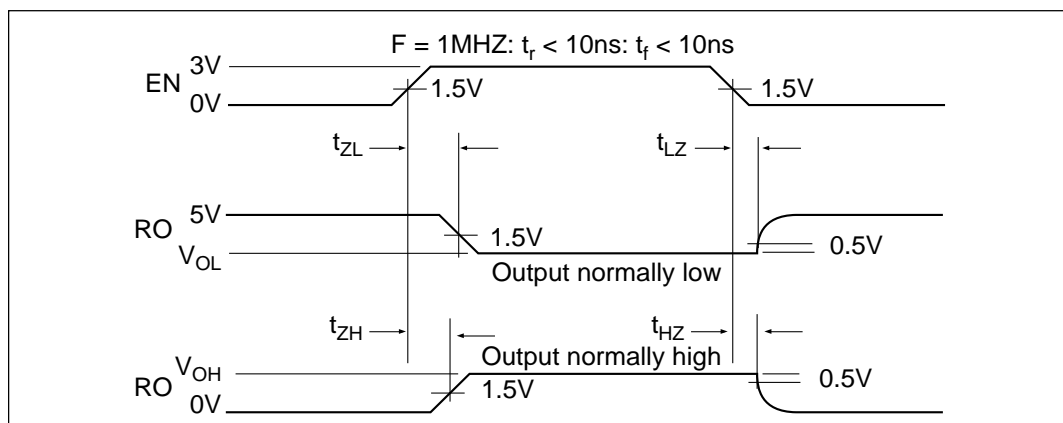 F = 1MHZ: tr < 10ns: tf < 10ns
3V
EN
0V
1.5V
1.5V
tZL
tLZ
5V
RO
VOL
1.5V
0.5V
Output normally low
tZH
tHZ
Output normally high
VOH
RO
0V
1.5V
0.5V